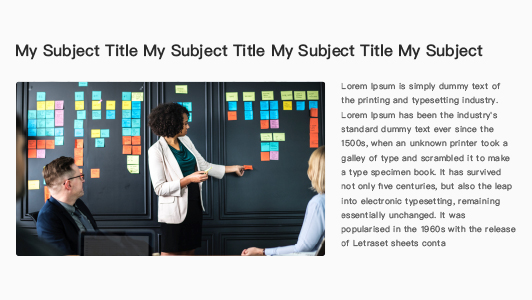 My Subject Title My Subject Title My Subject Title My Subject
Lorem Ipsum is simply dummy text of
the printing and typesetting industry.
Lorem Ipsum has been the industry's
standard dummy text ever since the
1500s, when an unknown printer took a
galley of type and scrambled it to make
a type specimen book. It has survived
not only five centuries, but also the leap
into electronic typesetting, remaining
essentially unchanged. It was
popularised in the 1960s with the release
of Letraset sheets conta